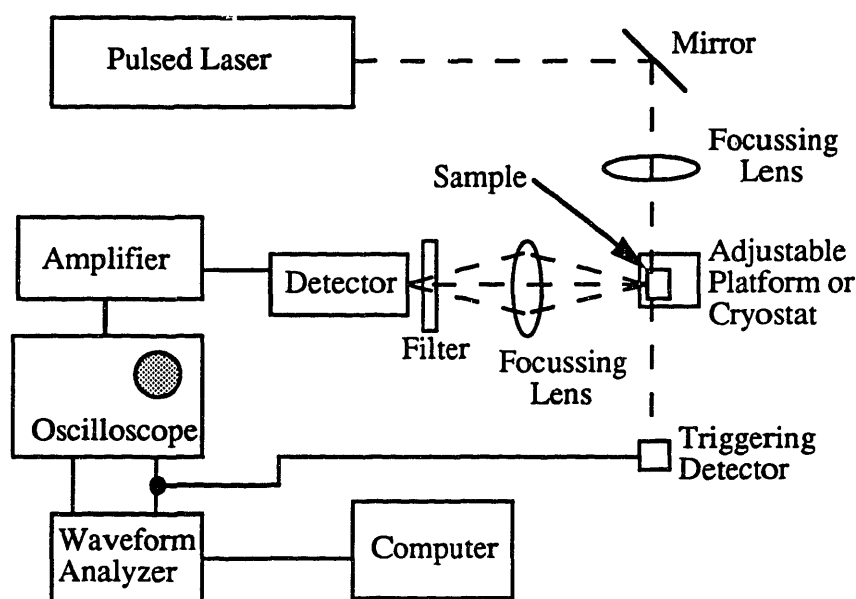 Pulsed Laser
Mirror
Focussing
Lens
Sample
Adjustable
Platform or
Cryostat
Amplifier
Detector
Filter
Focussing
Lens
Oscilloscope
Triggering
Detector
Waveform
Analyzer
Computer